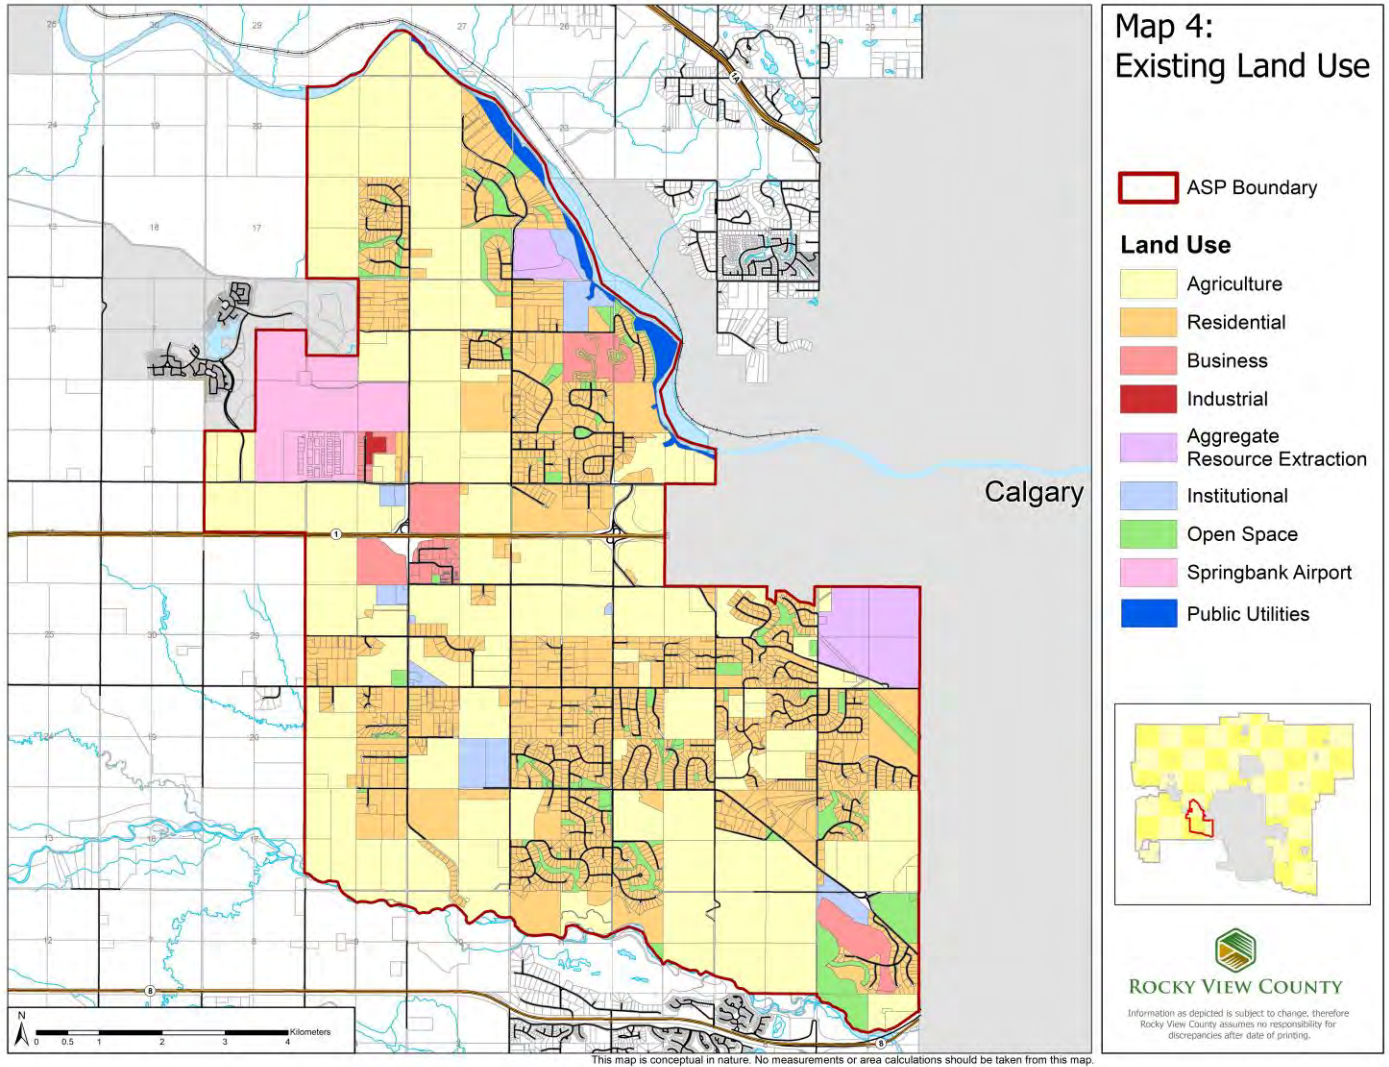 Map 4:
Existing Land Use
ASP Boundary
Land Use
Agriculture
Residential
Business
Industrial
Aggregate
Resource Extraction
Institutional
Open Space
Springbank Airport
Public Utilities
Calgary
1A
1
8
8
N
0 0.5 1 2 3 4 Kilometers
ROCKY VIEW COUNTY
Information as depicted is subject to change, therefore
Rocky View County assumes no responsibility for
discrepancies after date of printing.
This map is conceptual in nature. No measurements or area calculations should be taken from this map.